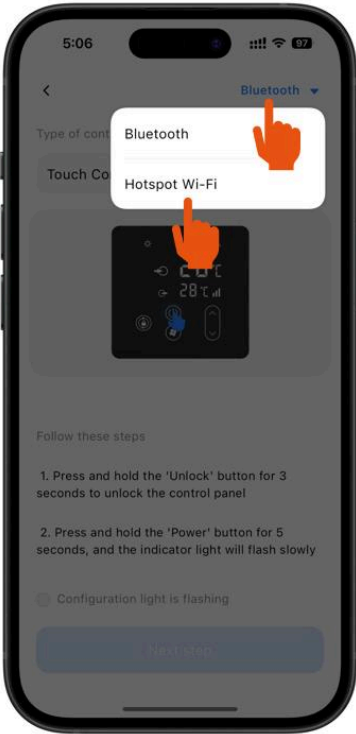 5:06
97
Bluetooth
Type of cont
Bluetooth
Touch Co
Hotspot Wi-Fi
28
Follow these steps
1. Press and hold the 'Unlock' button for 3
seconds to unlock the control panel
2. Press and hold the 'Power' button for 5
seconds, and the indicator light will flash slowly
Configuration light is flashing
Next step